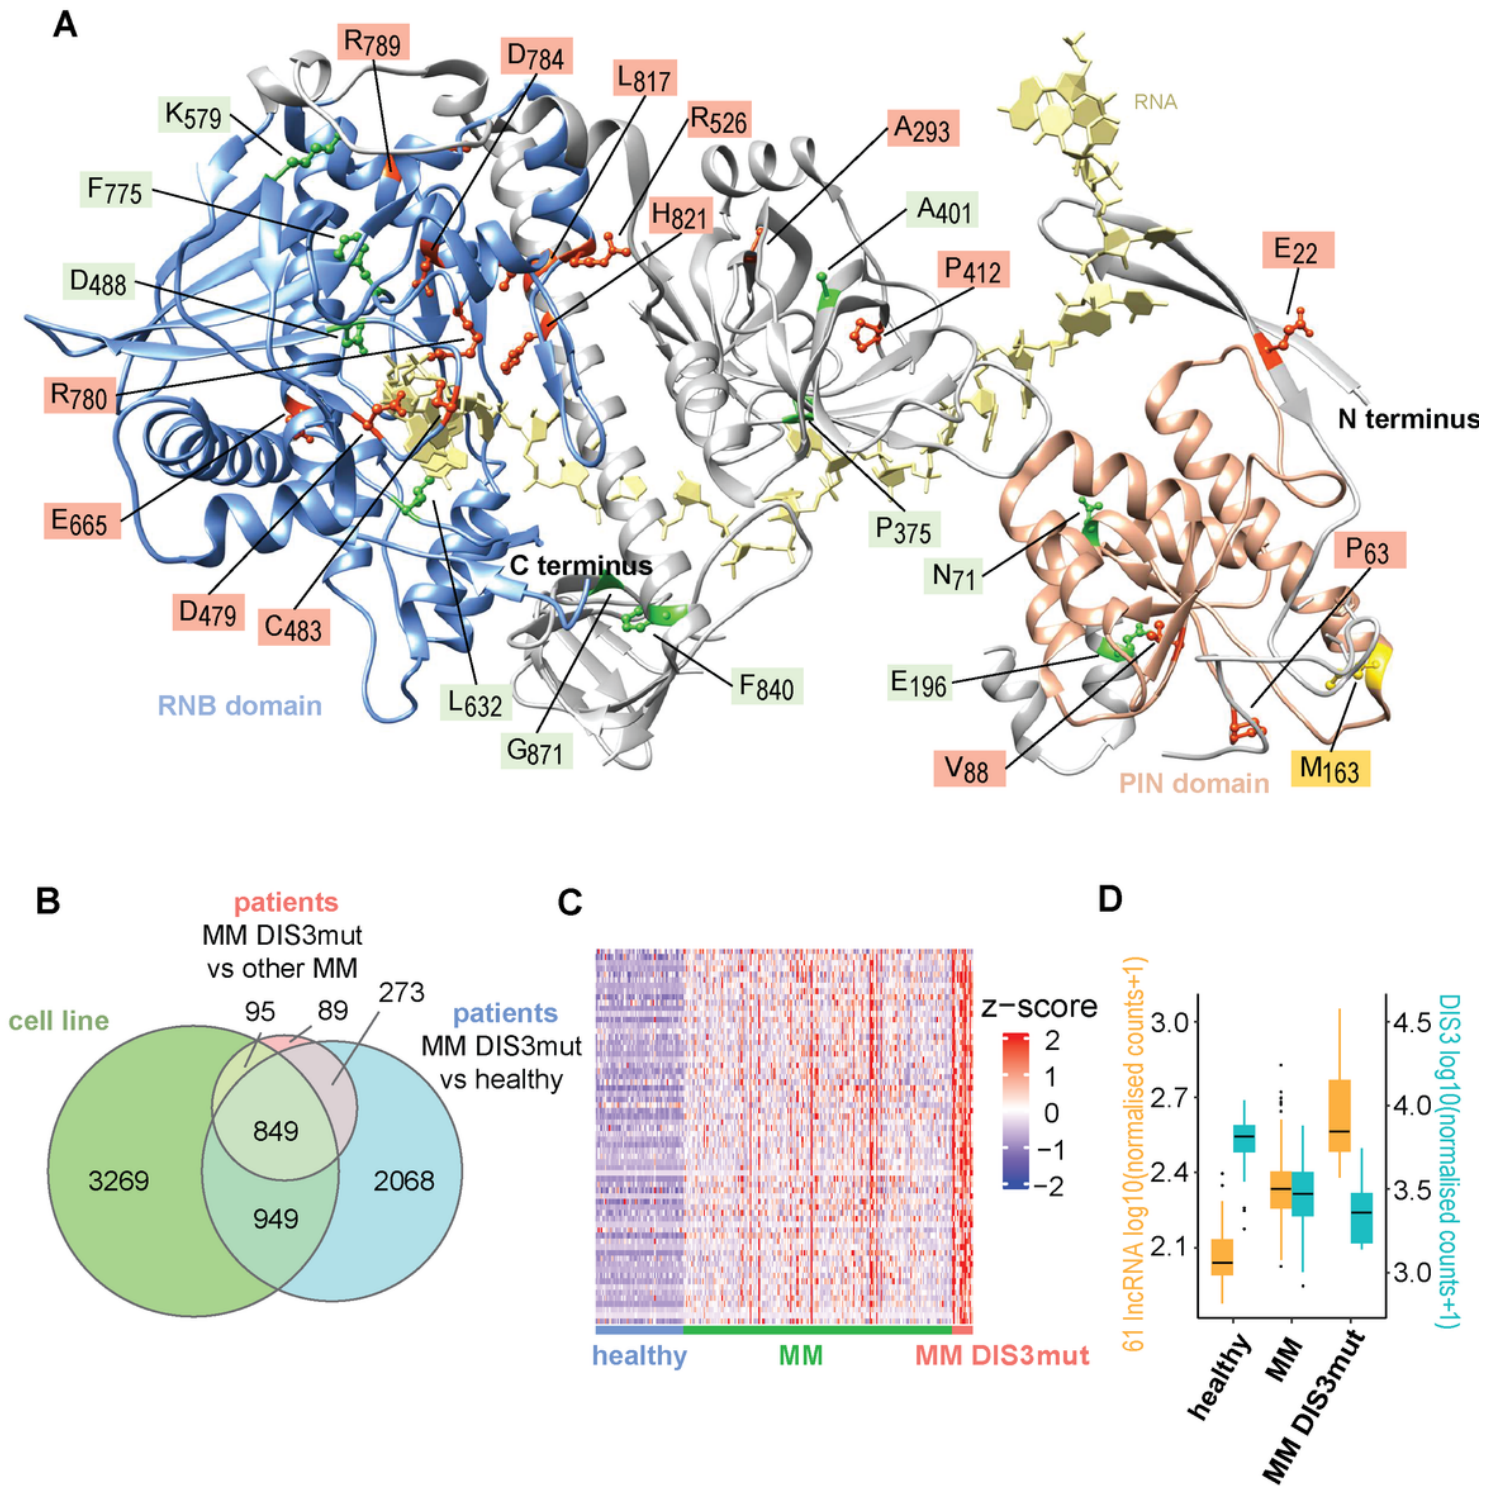 A
R789
D784
L817
R526
A293
RNA
K579
F775
A401
H821
E22
P412
D488
R780
N terminus
E665
P375
P63
N71
C terminus
D479
C483
E196
F840
L632
RNB domain
G871
V88
PIN domain
M163
B
patients
MM DIS3mut
vs other MM
95
89
273
cell line
patients
MM DIS3mut
vs healthy
849
3269
2068
949
C
z-score
2
1
0
−1
−2
healthy
MM
MM DIS3mut
D
61 lncRNA log10(normalised counts+1)
3.0
2.7
2.4
2.1
4.5
4.0
3.5
3.0
DIS3 log10(normalised counts+1)
healthy
MM
MM DIS3mut